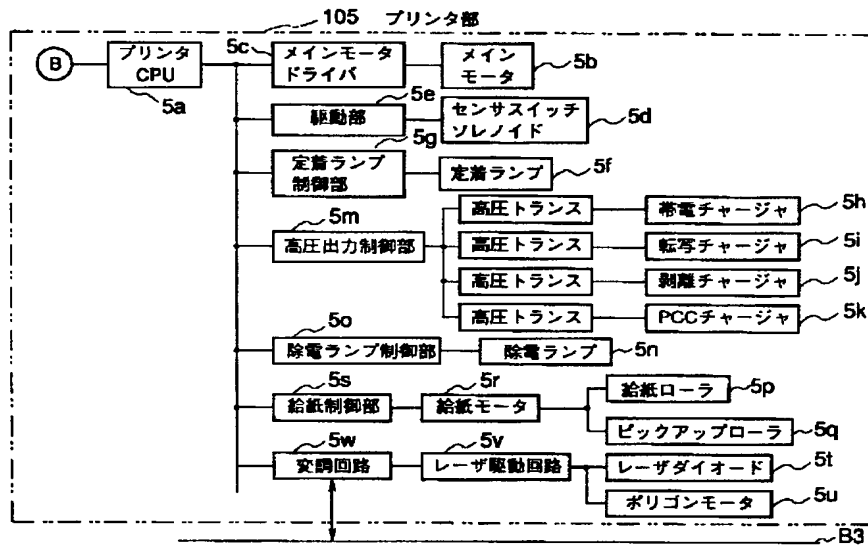 105 プリンタ部
B
プリンタ
CPU
5a
5c
メインモータ
ドライバ
メイン
モータ
5b
5e
駆動部
センサスイッチ
ソレノイド
5d
5g
定着ランプ
制御部
定着ランプ
5f
5m
高圧出力制御部
高圧トランス
帯電チャージャ
5h
高圧トランス
転写チャージャ
5i
高圧トランス
剥離チャージャ
5j
高圧トランス
PCCチャージャ
5k
5o
除電ランプ制御部
除電ランプ
5n
5s
給紙制御部
5r
給紙モータ
給紙ローラ
5p
ピックアップローラ
5q
5w
変調回路
5v
レーザ駆動回路
レーザダイオード
5t
ポリゴンモータ
5u
B3